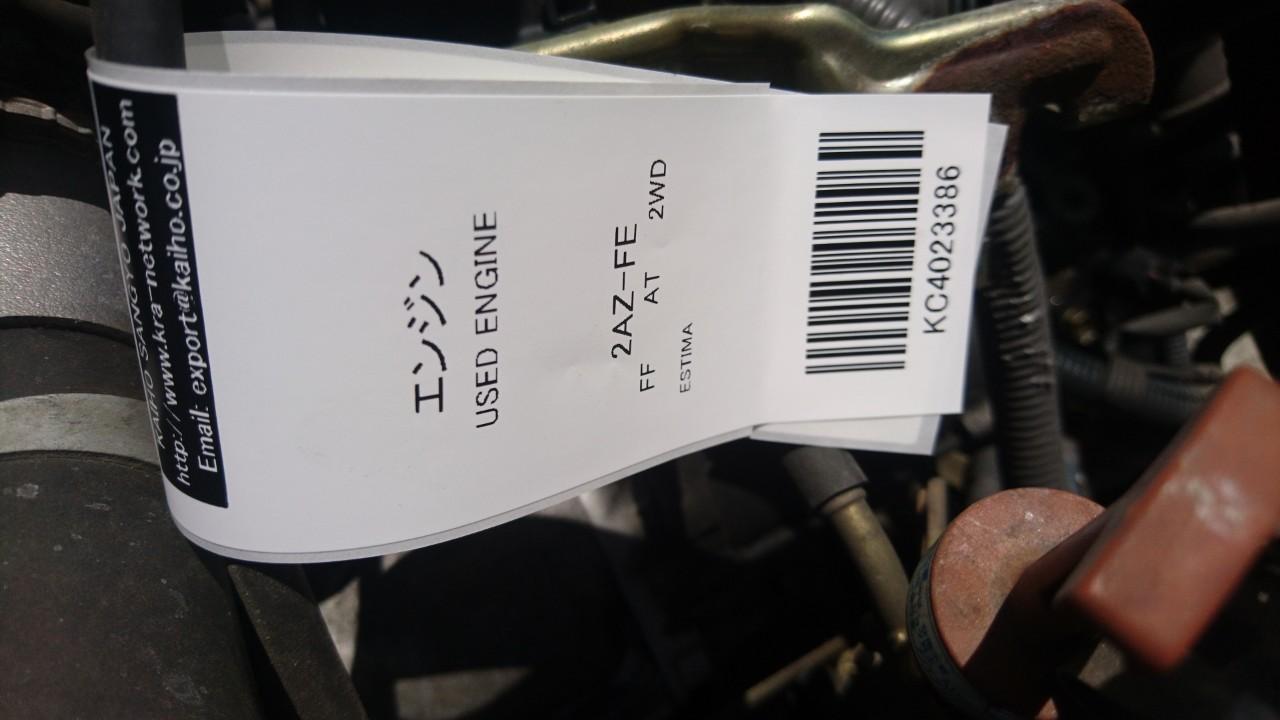 KAIHO SANGYO JAPAN
http://www.kra-network.com
Email: export@kaiho.co.jp
エンジン
USED ENGINE
2AZ-FE
FF AT 2WD
ESTIMA
KC4023386